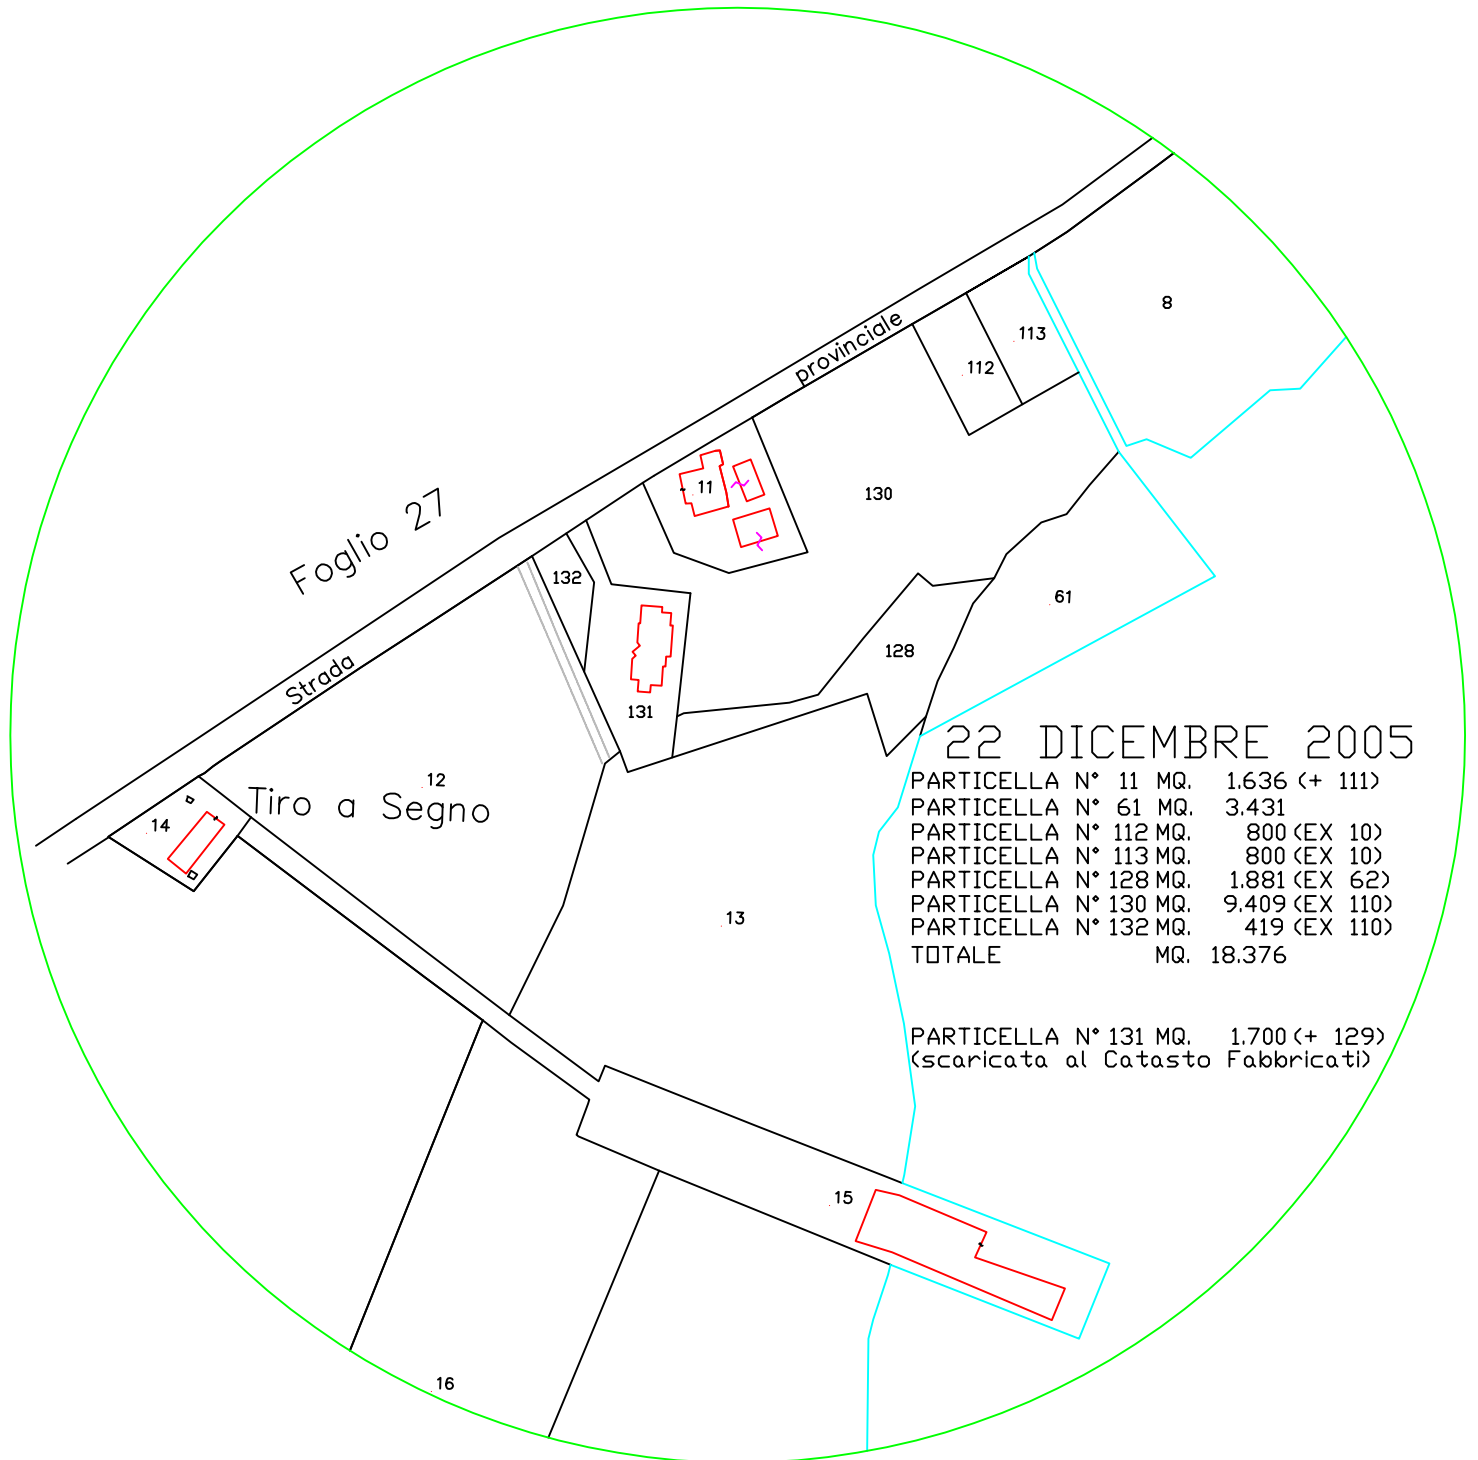 8
113
provinciale
112
11
130
Foglio 27
132
61
128
Strada
131
22 DICEMBRE 2005
12
PARTICELLA N° 11 MQ. 1.636 (+ 111)
Tiro a Segno
PARTICELLA N° 61 MQ. 3.431
14
PARTICELLA N° 112 MQ. 800 (EX 10)
PARTICELLA N° 113 MQ. 800 (EX 10)
PARTICELLA N° 128 MQ. 1.881 (EX 62)
PARTICELLA N° 130 MQ. 9.409 (EX 110)
13
PARTICELLA N° 132 MQ. 419 (EX 110)
TOTALE MQ. 18.376
PARTICELLA N° 131 MQ. 1.700 (+ 129)
(scaricata al Catasto Fabbricati)
15
16